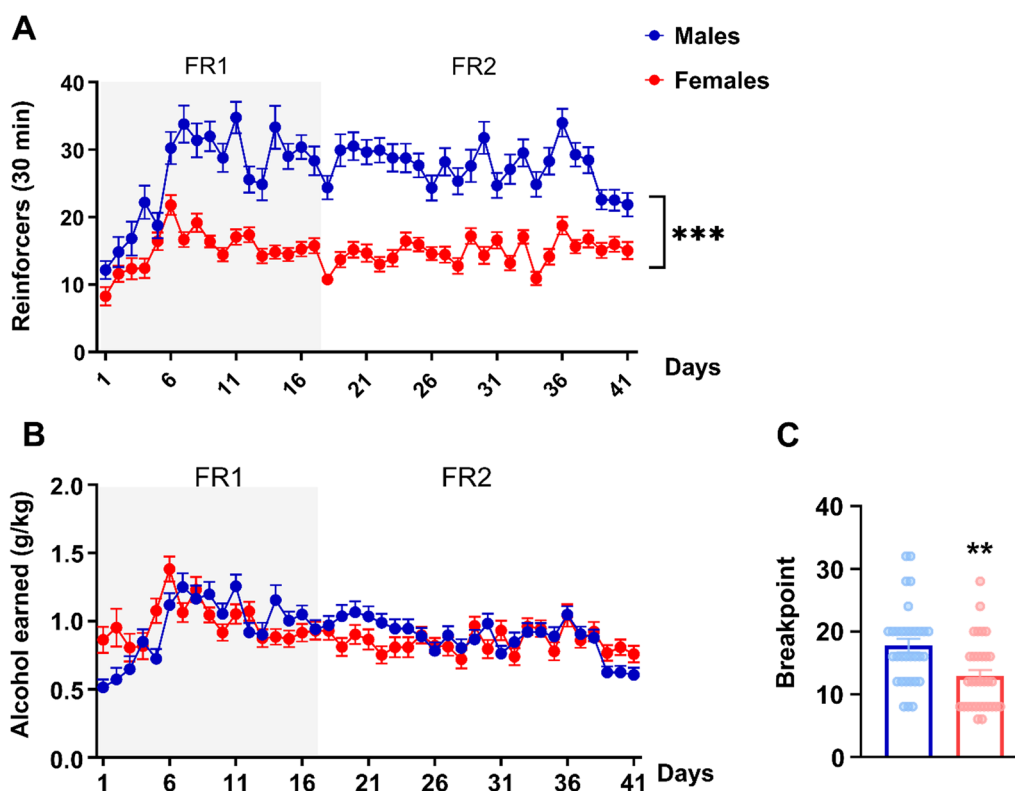 A
Males
Females
FR1 FR2
Reinforcers (30 min)
40
30
20
10
0
1 6 11 16 21 26 31 36 41
Days
***
B
FR1 FR2
Alcohol earned (g/kg)
2.0
1.5
1.0
0.5
0.0
1 6 11 16 21 26 31 36 41
Days
C
Breakpoint
40
30
20
10
0
**